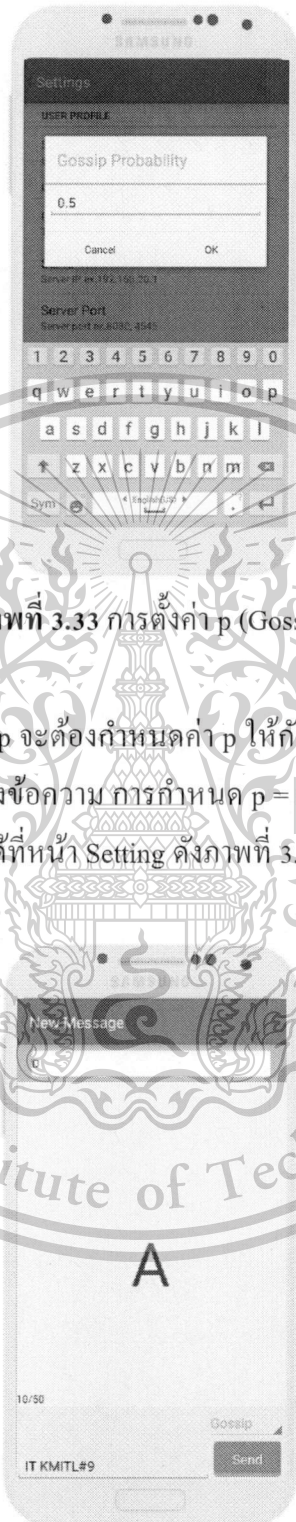 SAMSUNG
Settings
USER PROFILE
Gossip Probability
0.5
Cancel OK
Server IP ex.192.168.20.1
Server Port
Server port ex.8080, 4545
1 2 3 4 5 6 7 8 9 0
q w e r t y u i o p
a s d f g h j k l
z x c v b n m
Sym English(US) .
ที่ 3.33 การตั้งค่า p (Goss
p จะต้องกำหนดค่า p ให้กั
งข้อความ การกำหนด p =
ที่หน้า Setting ดังภาพที่ 3.
SAMSUNG
New Message
0
itute of Tec
A
10/50
Gossip
IT KMITL#9 Send